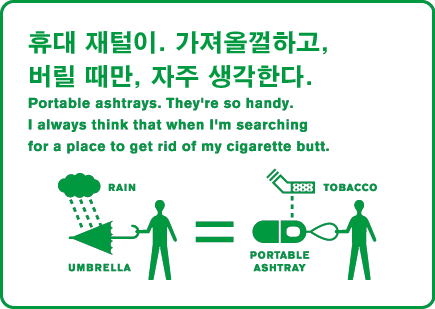 휴대 재털이. 가져올껄하고,
버릴 때만, 자주 생각한다.
Portable ashtrays. They're so handy.
I always think that when I'm searching
for a place to get rid of my cigarette butt.
RAIN
UMBRELLA
=
TOBACCO
PORTABLE
ASHTRAY